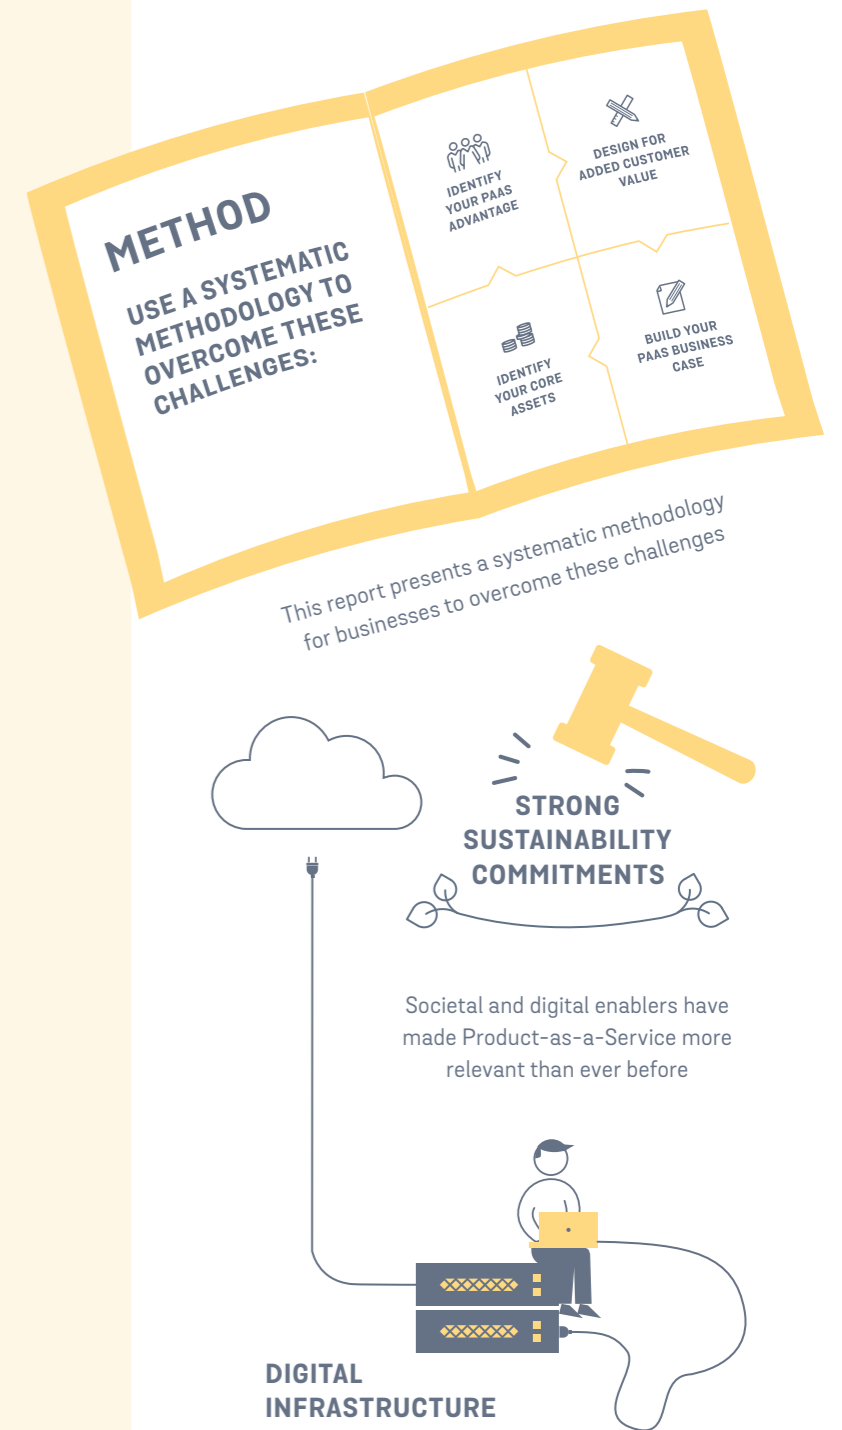 METHOD
USE A SYSTEMATIC
METHODOLOGY TO
OVERCOME THESE
CHALLENGES:
IDENTIFY
YOUR PAAS
ADVANTAGE
DESIGN FOR
ADDED CUSTOMER
VALUE
IDENTIFY
YOUR CORE
ASSETS
BUILD YOUR
PAAS BUSINESS
CASE
This report presents a systematic methodology
for businesses to overcome these challenges
STRONG
SUSTAINABILITY
COMMITMENTS
Societal and digital enablers have
made Product-as-a-Service more
relevant than ever before
DIGITAL
INFRASTRUCTURE